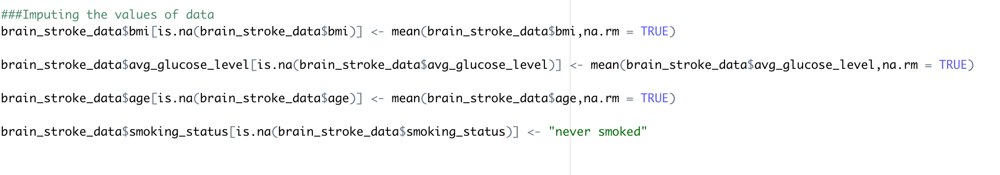 ###Imputing the values of data
brain_stroke_data$bmi[is.na(brain_stroke_data$bmi)] <- mean(brain_stroke_data$bmi,na.rm = TRUE)
brain_stroke_data$avg_glucose_level[is.na(brain_stroke_data$avg_glucose_level)] <- mean(brain_stroke_data$avg_glucose_level,na.rm = TRUE)
brain_stroke_data$age[is.na(brain_stroke_data$age)] <- mean(brain_stroke_data$age,na.rm = TRUE)
brain_stroke_data$smoking_status[is.na(brain_stroke_data$smoking_status)] <- "never smoked"